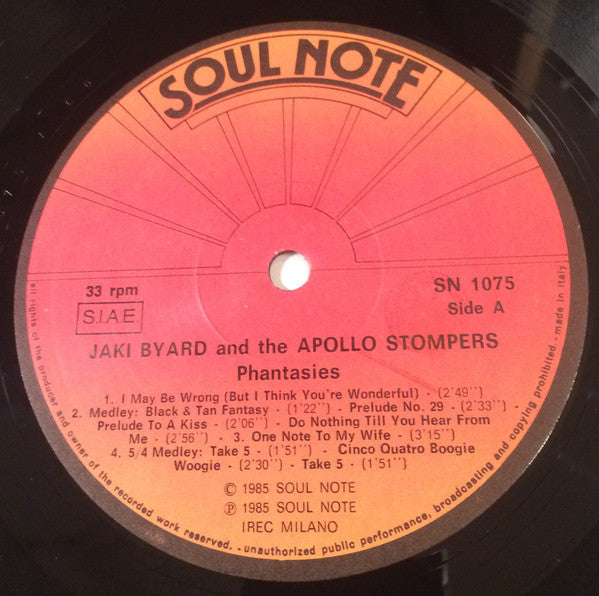 SOUL NOTE
33 rpm
SN 1075
S.I.A.E.
Side A
JAKI BYARD and the APOLLO STOMPERS
Phantasies
1. I May Be Wrong (But I Think You're Wonderful) - (2'49'')
2. Medley: Black & Tan Fantasy - (1'22'') - Prelude No. 29 - (2'33'') -
Prelude To A Kiss - (2'06'') - Do Nothing Till You Hear From
Me - (2'56'') - 3. One Note To My Wife - (3'15'')
4. 5/4 Medley: Take 5 - (1'51'') - Cinco Quatro Boogie
Woogie - (2'30'') - Take 5 - (1'51'')
© 1985 SOUL NOTE
℗ 1985 SOUL NOTE
IREC MILANO
all rights of the producer and owner of the recorded work reserved. - unauthorized public performance, broadcasting and copying prohibited - made in Italy